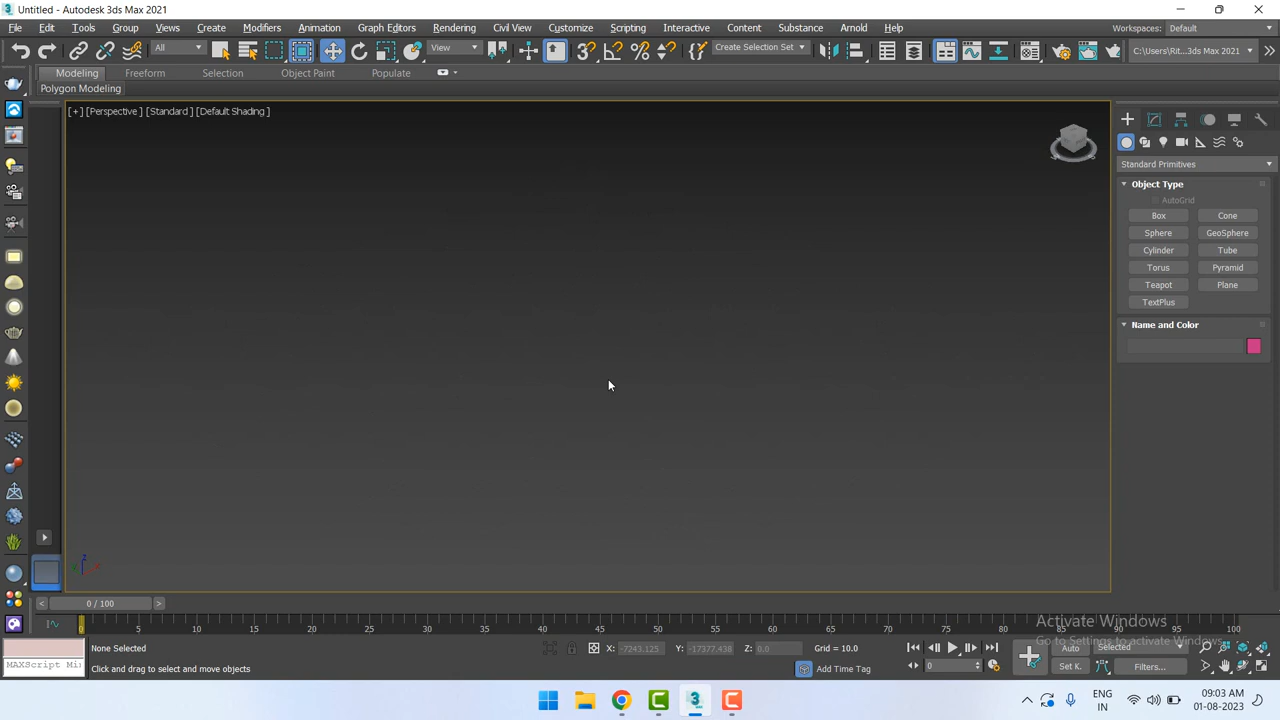 Untitled - Autodesk 3ds Max 2021
File Edit Tools Group Views Create Modifiers Animation Graph Editors Rendering Civil View Customize Scripting Interactive Content Substance Arnold Help Workspaces: Default
All View Create Selection Set C:\Users\Rit...3ds Max 2021
Modeling Freeform Selection Object Paint Populate
Polygon Modeling
[+] [Perspective ] [Standard ] [Default Shading ]
Standard Primitives
Object Type
AutoGrid
Box Cone
Sphere GeoSphere
Cylinder Tube
Torus Pyramid
Teapot Plane
TextPlus
Name and Color
0 / 100
0 5 10 15 20 25 30 35 40 45 50 55 60 65 70 75 80 85 90 95 100
Activate Windows
Go to Settings to activate Windows.
None Selected X: -7243.125 Y: -17377.438 Z: 0.0 Grid = 10.0 Auto Selected
MAXScript Mi Click and drag to select and move objects Add Time Tag 0 Set K. Filters...
ENG
IN
09:03 AM
01-08-2023